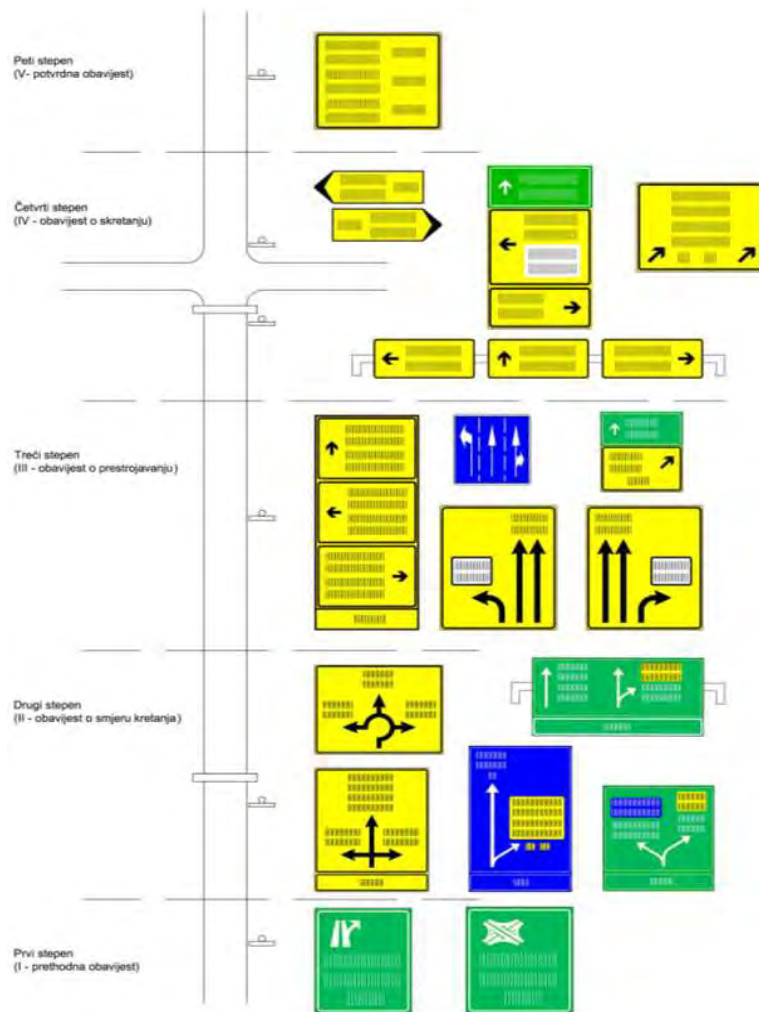 Peti stepen
(V- potvrdna obavijest)
Četvrti stepen
(IV - obavijest o skretanju)
Treći stepen
(III - obavijest o prestrojavanju)
Drugi stepen
(II - obavijest o smjeru kretanja)
Prvi stepen
(I - prethodna obavijest)